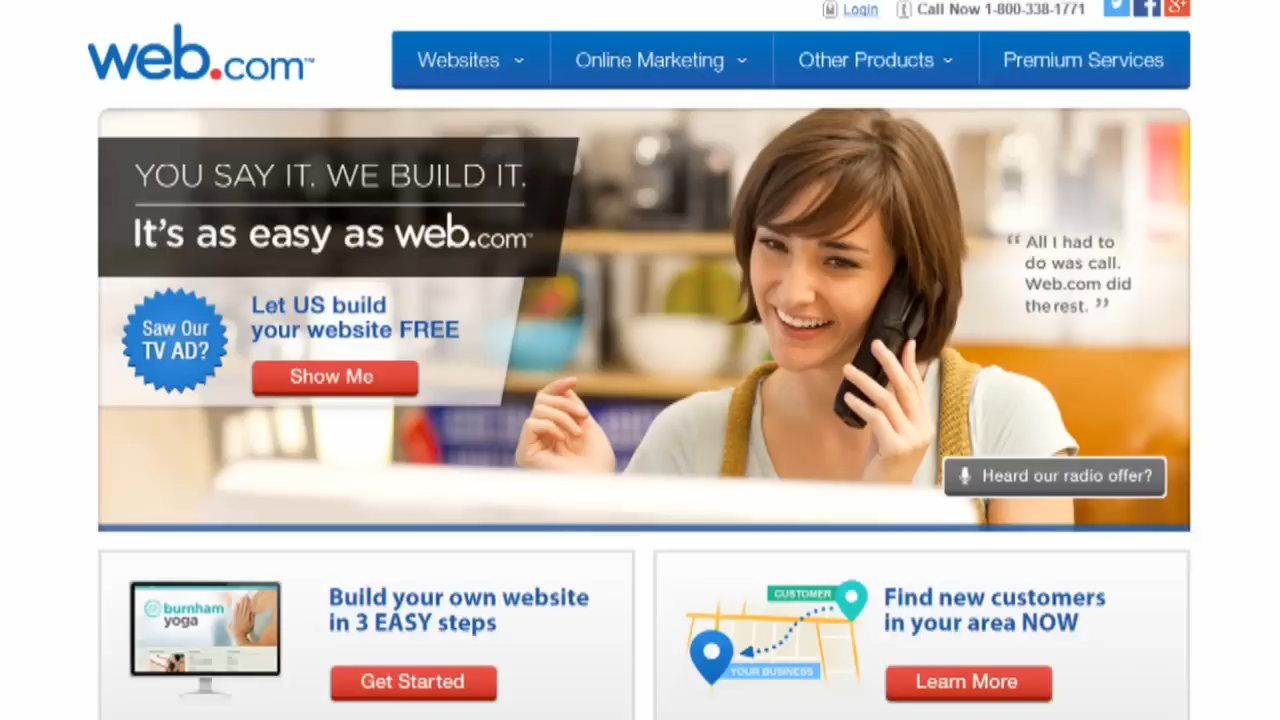 Login
Call Now 1-800-338-1771
web.com™
Websites
Online Marketing
Other Products
Premium Services
YOU SAY IT. WE BUILD IT.
It's as easy as web.com™
“ All I had to
do was call.
Web.com did
the rest. ”
Let US build
your website FREE
Saw Our
TV AD?
Show Me
Heard our radio offer?
burnham
yoga
Build your own website
in 3 EASY steps
Get Started
CUSTOMER
YOUR BUSINESS
Find new customers
in your area NOW
Learn More